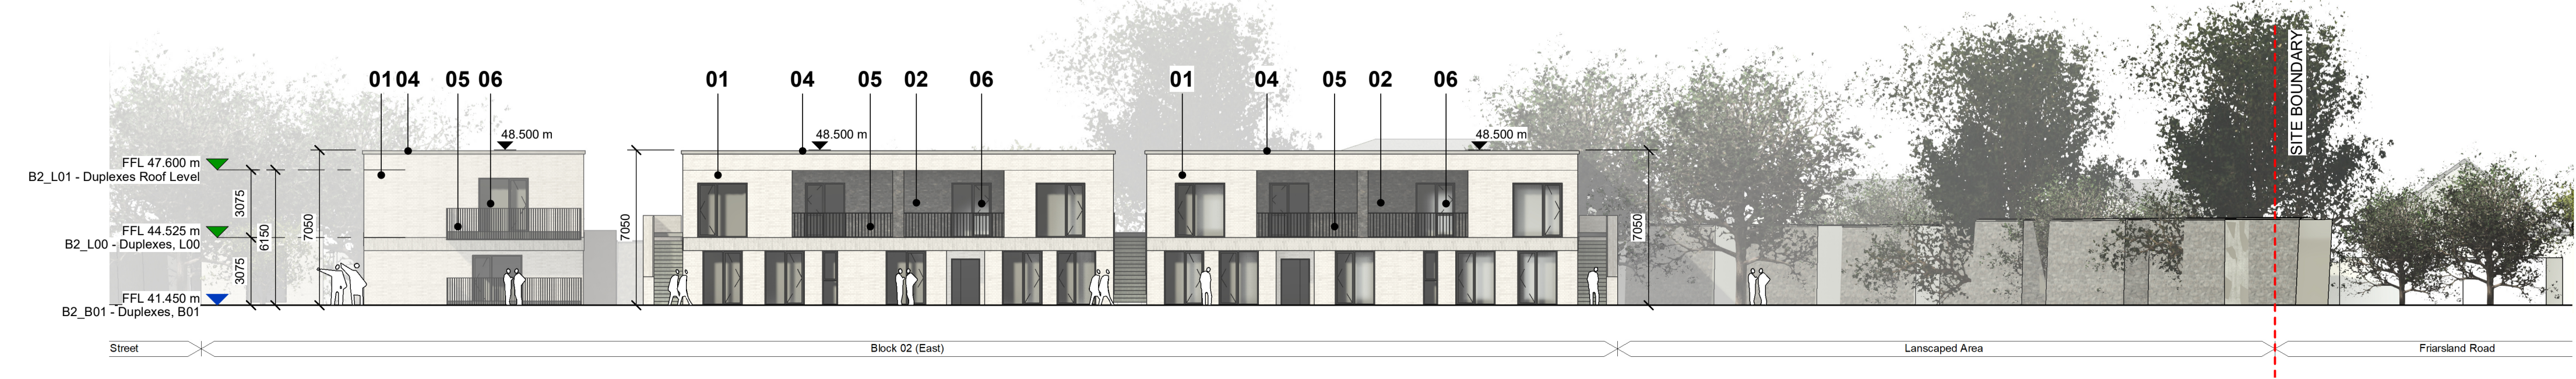 01 04 05 06
01 04 05 02 06
01 04 05 02 06
SITE BOUNDARY
48.500 m
48.500 m
48.500 m
FFL 47.600 m
B2_L01 - Duplexes Roof Level
3075
FFL 44.525 m
B2_L00 - Duplexes, L00
3075
6150
7050
7050
7050
FFL 41.450 m
B2_B01 - Duplexes, B01
Street
Block 02 (East)
Lanscaped Area
Friarsland Road